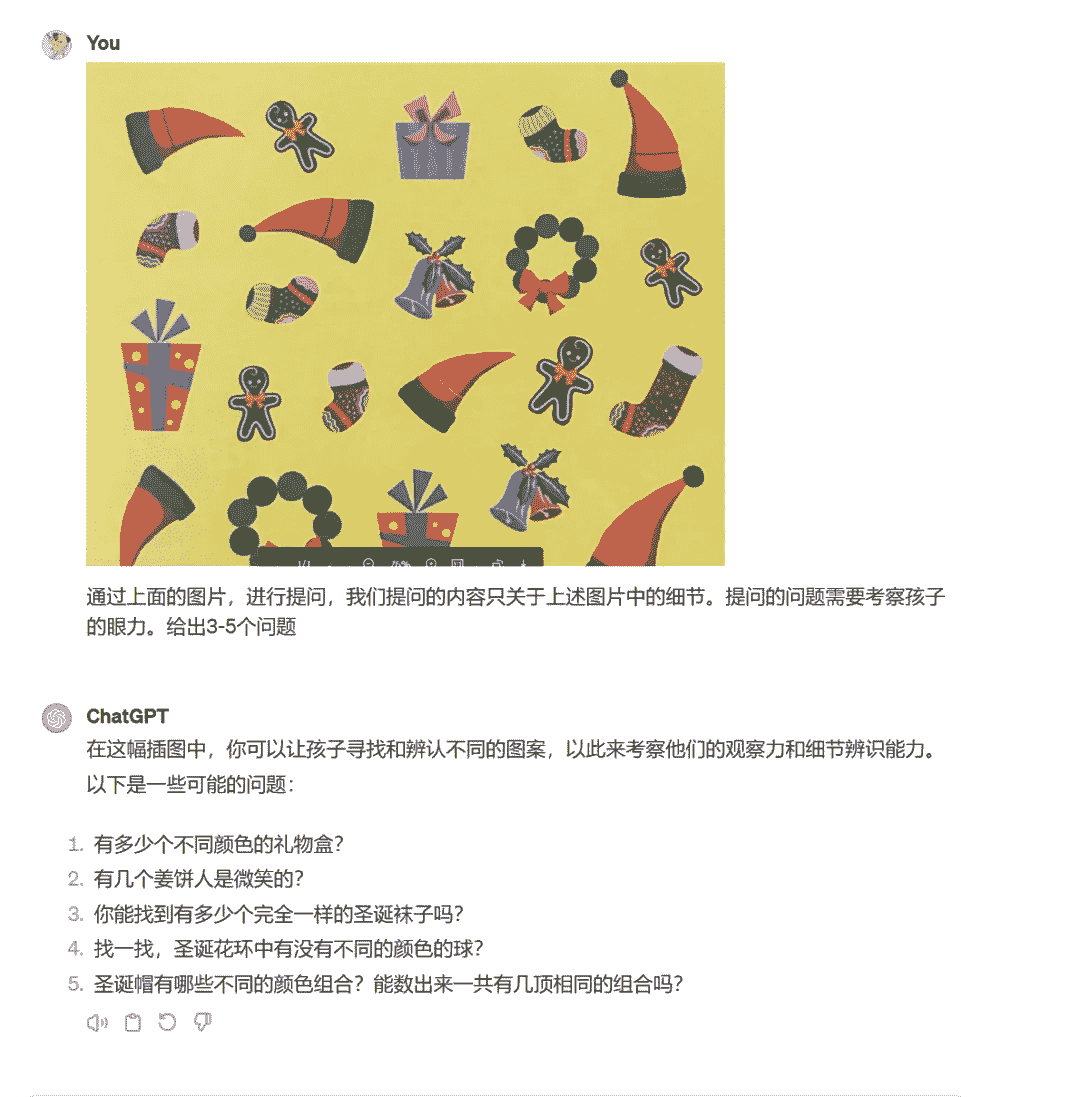 You
1/1
76%
通过上面的图片，进行提问，我们提问的内容只关于上述图片中的细节。提问的问题需要考察孩子
的眼力。给出3-5个问题
ChatGPT
在这幅插图中，你可以让孩子寻找和辨认不同的图案，以此来考察他们的观察力和细节辨识能力。
以下是一些可能的问题：
1. 有多少个不同颜色的礼物盒？
2. 有几个姜饼人是微笑的？
3. 你能找到有多少个完全一样的圣诞袜子吗？
4. 找一找，圣诞花环中有没有不同的颜色的球？
5. 圣诞帽有哪些不同的颜色组合？能数出来一共有几顶相同的组合吗？